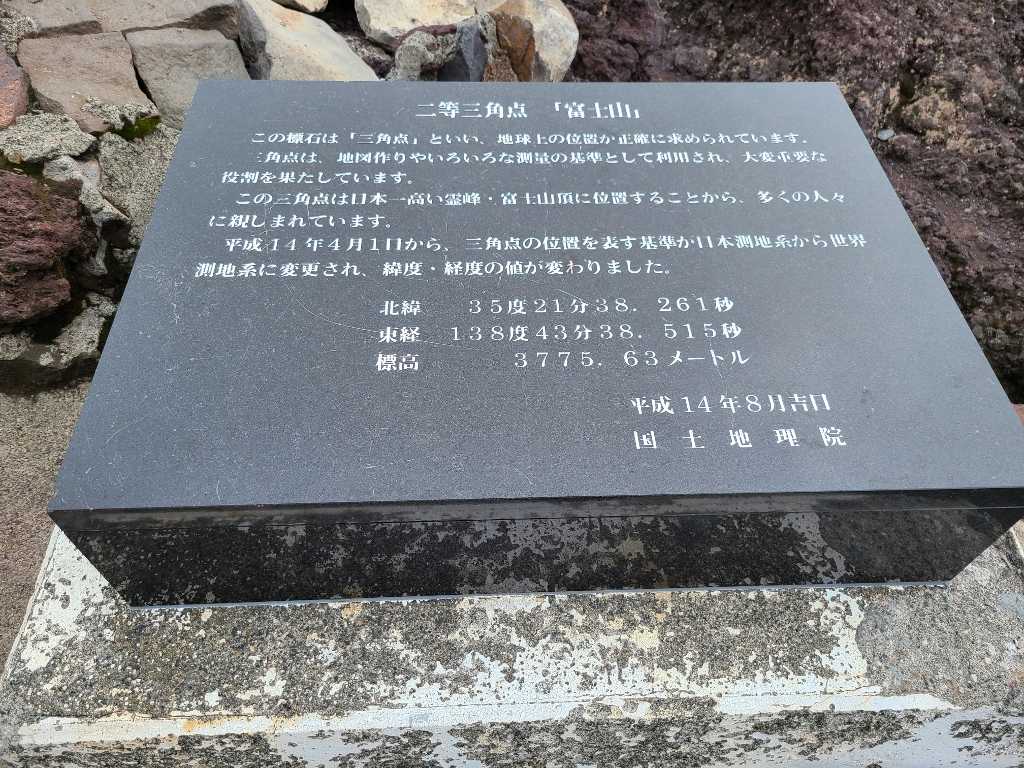 二等三角点 「富士山」
この標石は「三角点」といい、地球上の位置が正確に求められています．
三角点は、地図作りやいろいろな測量の基準として利用され、大変重要な
役割を果たしています。
この三角点は日本一高い霊峰・富士山頂に位置することから、多くの人々
に親しまれています。
平成14年4月1日から、三角点の位置を表す基準が日本測地系から世界
測地系に変更され、緯度・経度の値が変わりました。
北緯 35度21分38．261秒
東経 138度43分38．515秒
標高 3775．63メートル
平成14年8月吉日
国土地理院